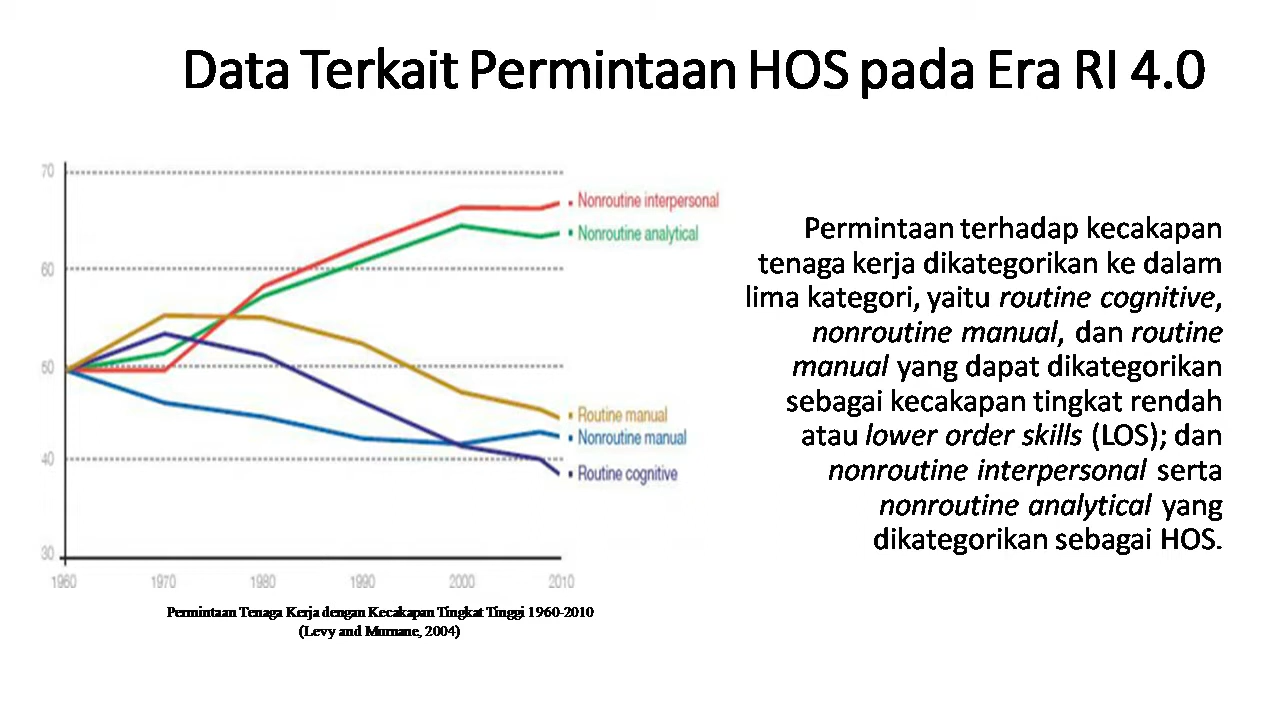 Data Terkait Permintaan HOS pada Era RI 4.0
70
60
50
40
30
1960 1970 1980 1990 2000 2010
Nonroutine interpersonal
Nonroutine analytical
Routine manual
Nonroutine manual
Routine cognitive
Permintaan Tenaga Kerja dengan Kecakapan Tingkat Tinggi 1960-2010
(Levy and Murnane, 2004)
Permintaan terhadap kecakapan
tenaga kerja dikategorikan ke dalam
lima kategori, yaitu routine cognitive,
nonroutine manual, dan routine
manual yang dapat dikategorikan
sebagai kecakapan tingkat rendah
atau lower order skills (LOS); dan
nonroutine interpersonal serta
nonroutine analytical yang
dikategorikan sebagai HOS.